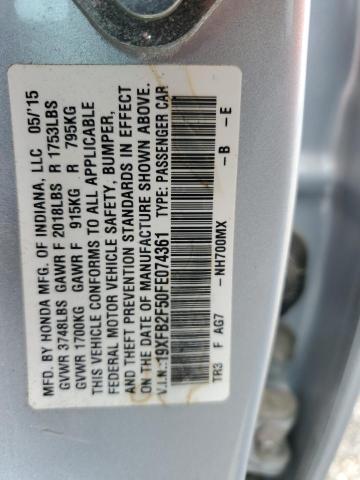 MFD. BY HONDA MFG. OF INDIANA, LLC 05/15
GVWR 3748LBS GAWR F 2018LBS R 1753LBS
GVWR 1700KG GAWR F 915KG R 795KG
THIS VEHICLE CONFORMS TO ALL APPLICABLE
FEDERAL MOTOR VEHICLE SAFETY, BUMPER,
AND THEFT PREVENTION STANDARDS IN EFFECT
ON THE DATE OF MANUFACTURE SHOWN ABOVE.
V.I.N.:19XFB2F50FE074361 TYPE: PASSENGER CAR
TR3 F AG7 -NH700MX -B -E